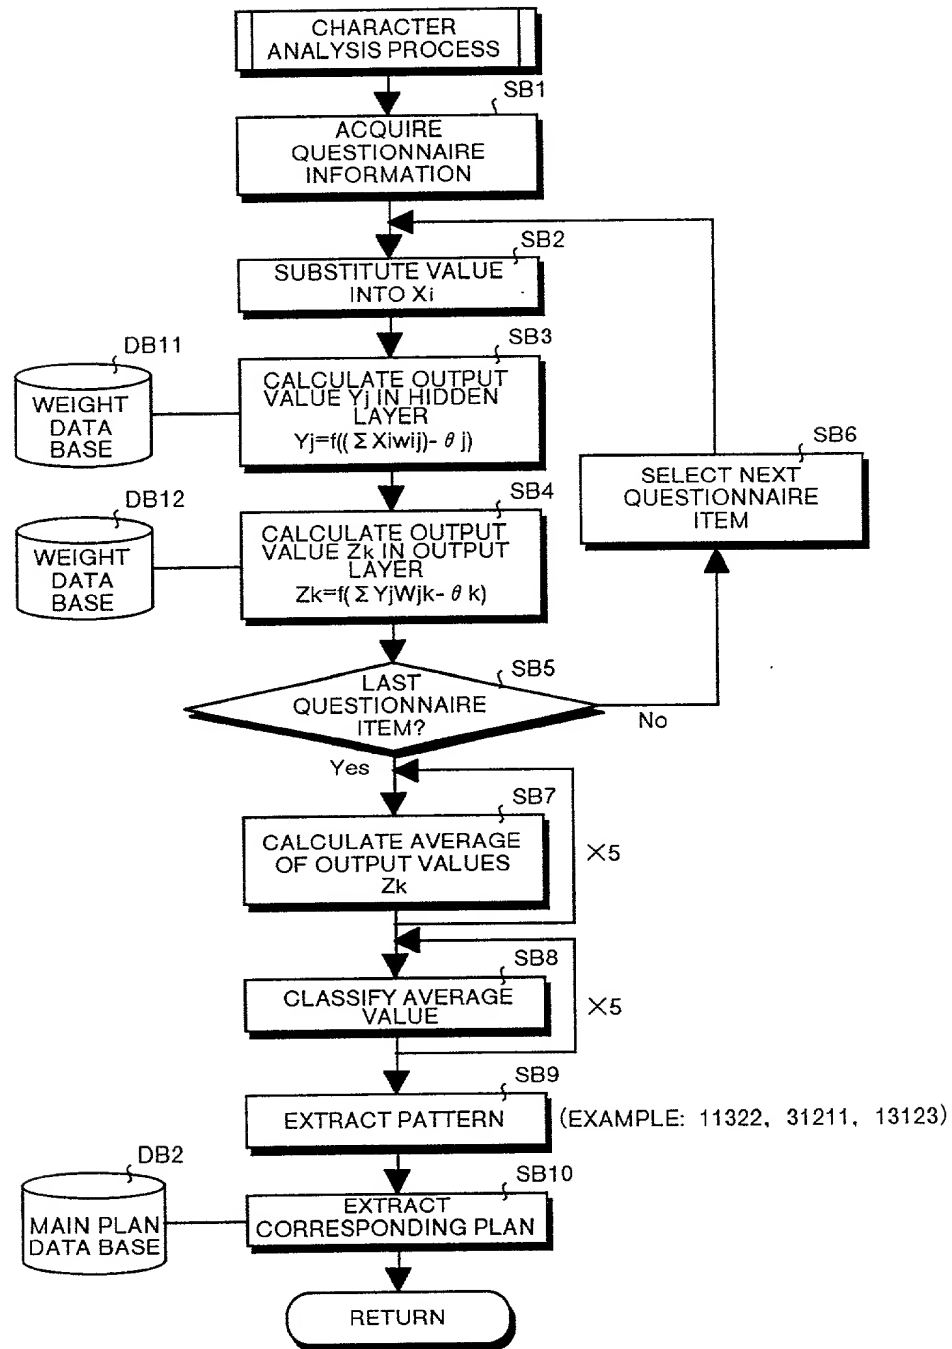 CHARACTER
ANALYSIS PROCESS
SB1
ACQUIRE
QUESTIONNAIRE
INFORMATION
SB2
SUBSTITUTE VALUE
INTO Xi
SB3
DB11
WEIGHT
DATA
BASE
CALCULATE OUTPUT
VALUE Yj IN HIDDEN
LAYER
Yj=f((ΣXiwij)-θj)
SB6
SELECT NEXT
QUESTIONNAIRE
ITEM
SB4
DB12
WEIGHT
DATA
BASE
CALCULATE OUTPUT
VALUE Zk IN OUTPUT
LAYER
Zk=f(ΣYjWjk-θk)
SB5
LAST
QUESTIONNAIRE
ITEM?
No
Yes
SB7
CALCULATE AVERAGE
OF OUTPUT VALUES
Zk
×5
SB8
CLASSIFY AVERAGE
VALUE
×5
SB9
EXTRACT PATTERN
(EXAMPLE: 11322, 31211, 13123)
DB2
MAIN PLAN
DATA BASE
SB10
EXTRACT
CORRESPONDING PLAN
RETURN